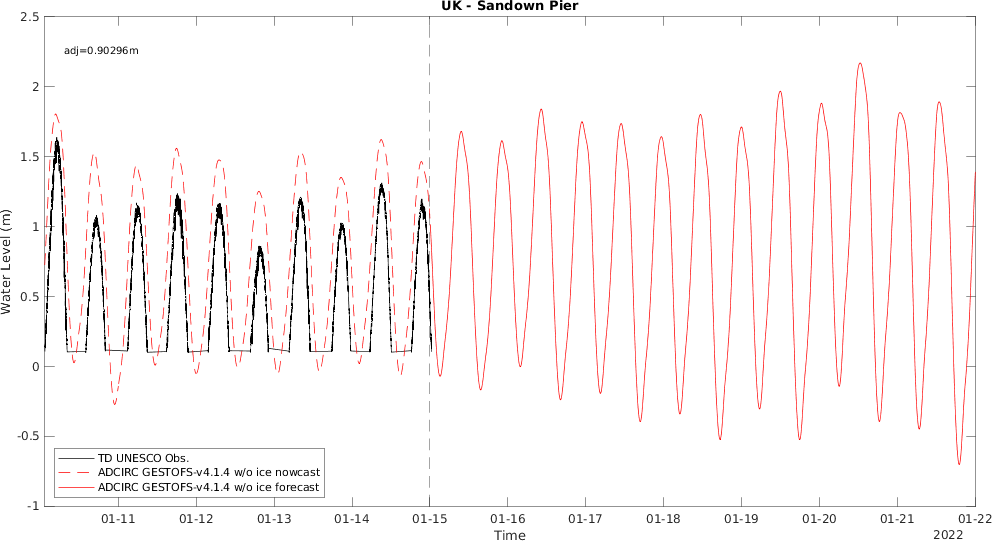 UK - Sandown Pier
2.5
adj=0.90296m
2
1.5
1
0.5
0
-0.5
-1
Water Level (m)
TD UNESCO Obs.
ADCIRC GESTOFS-v4.1.4 w/o ice nowcast
ADCIRC GESTOFS-v4.1.4 w/o ice forecast
01-11 01-12 01-13 01-14 01-15 01-16 01-17 01-18 01-19 01-20 01-21 01-22
Time
2022